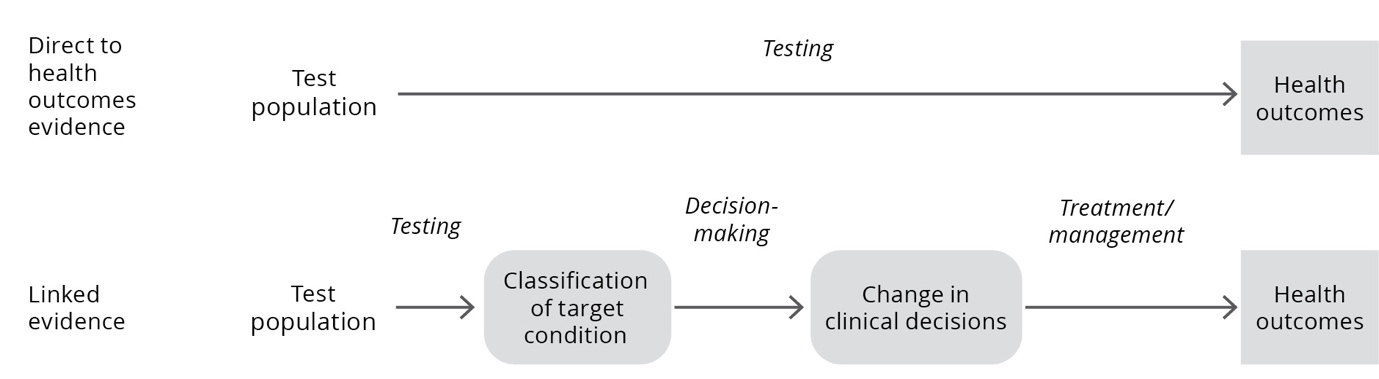 Direct to
health
outcomes
evidence
Test
population
Testing
Health
outcomes
Linked
evidence
Test
population
Testing
Classification
of target
condition
Decision-
making
Change in
clinical decisions
Treatment/
management
Health
outcomes